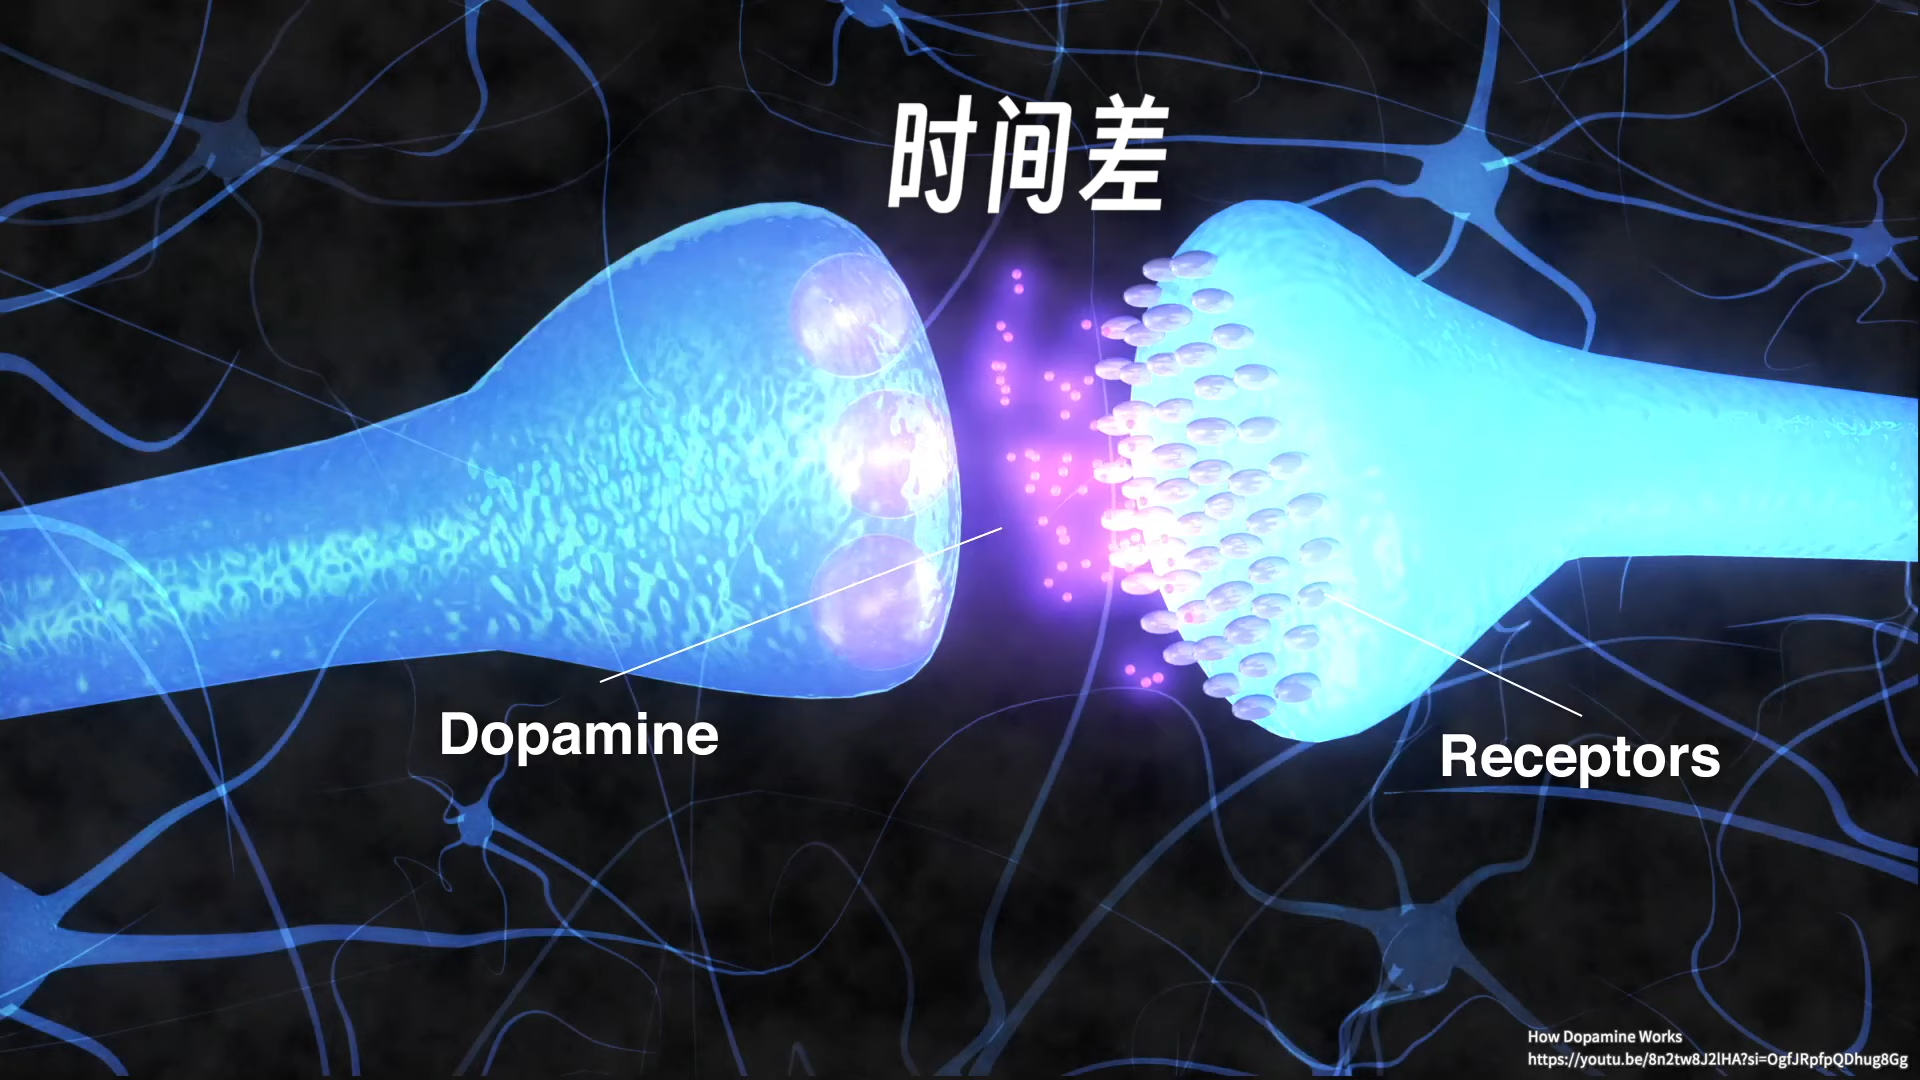 时间差
Dopamine
Receptors
How Dopamine Works
https://youtu.be/8n2tw8J2lHA?si=OgfJRpfpQDhug8Gg